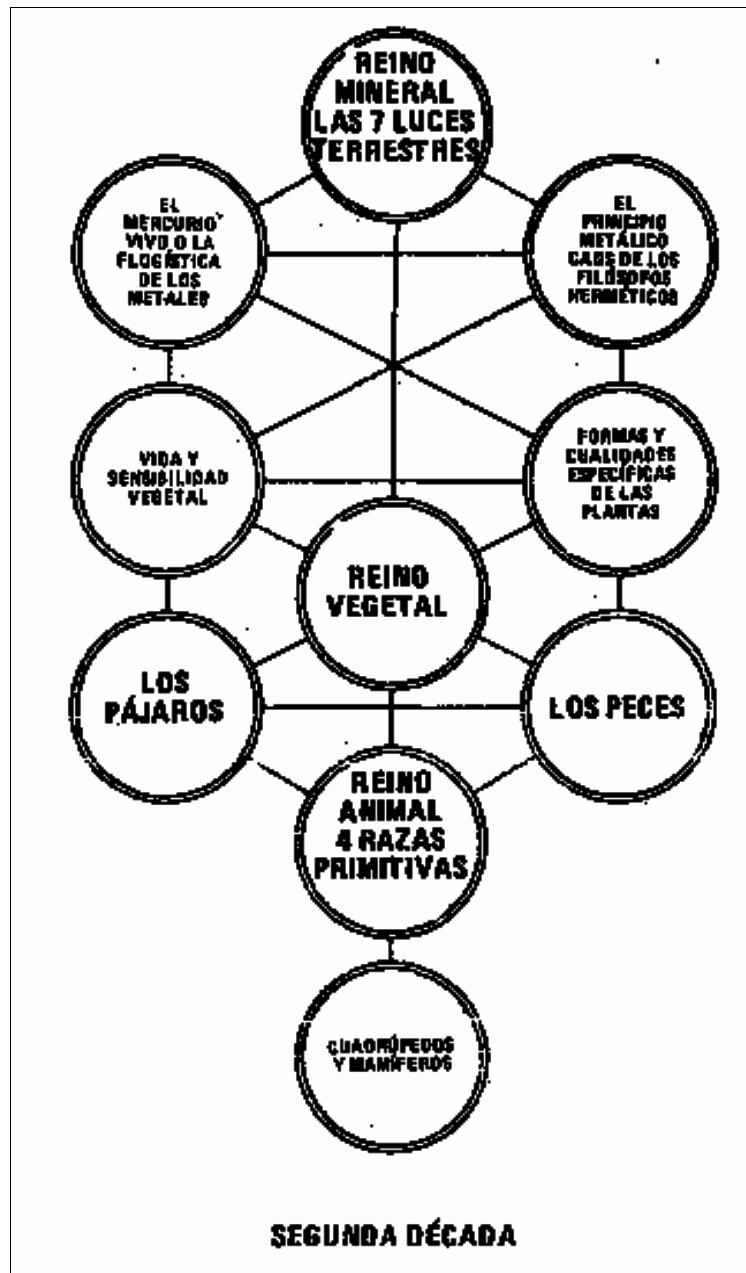 REINO
MINERAL
LAS 7 LUCES
TERRESTRES
EL
MERCURIO
VIVO O LA
FLOGÍSTICA
DE LOS
METALES
EL
PRINCIPIO
METÁLICO
CAOS DE LOS
FILÓSOFOS
HERMÉTICOS
VIDA Y
SENSIBILIDAD
VEGETAL
FORMAS Y
CUALIDADES
ESPECÍFICAS
DE LAS
PLANTAS
REINO
VEGETAL
LOS
PÁJAROS
LOS PECES
REINO
ANIMAL
4 RAZAS
PRIMITIVAS
CUADRÚPEDOS
Y MAMÍFEROS
SEGUNDA DÉCADA